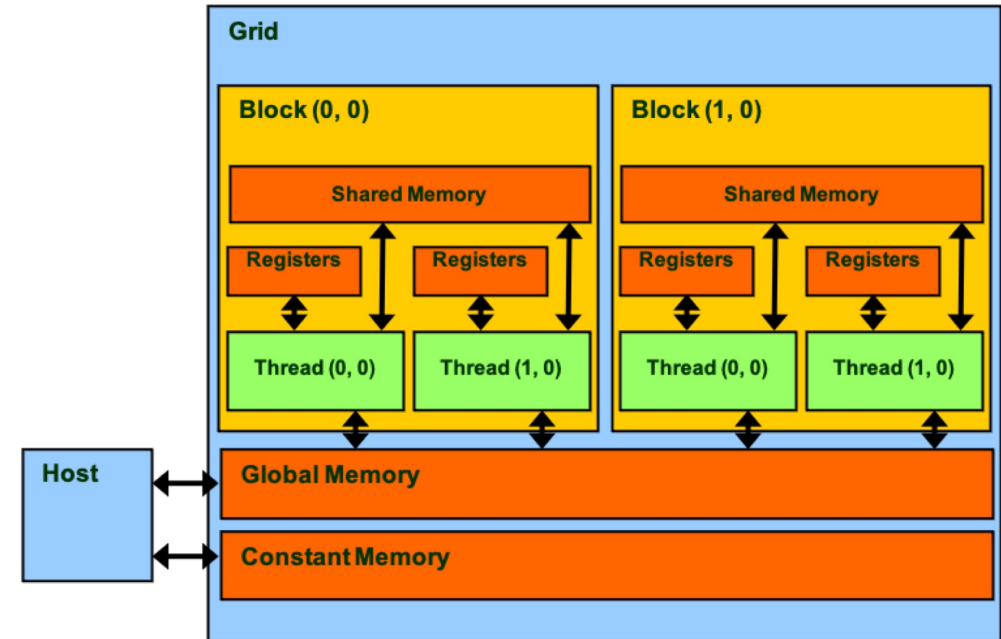 Grid
Block (0, 0)
Block (1, 0)
Shared Memory
Shared Memory
Registers
Registers
Registers
Registers
Thread (0, 0)
Thread (1, 0)
Thread (0, 0)
Thread (1, 0)
Host
Global Memory
Constant Memory